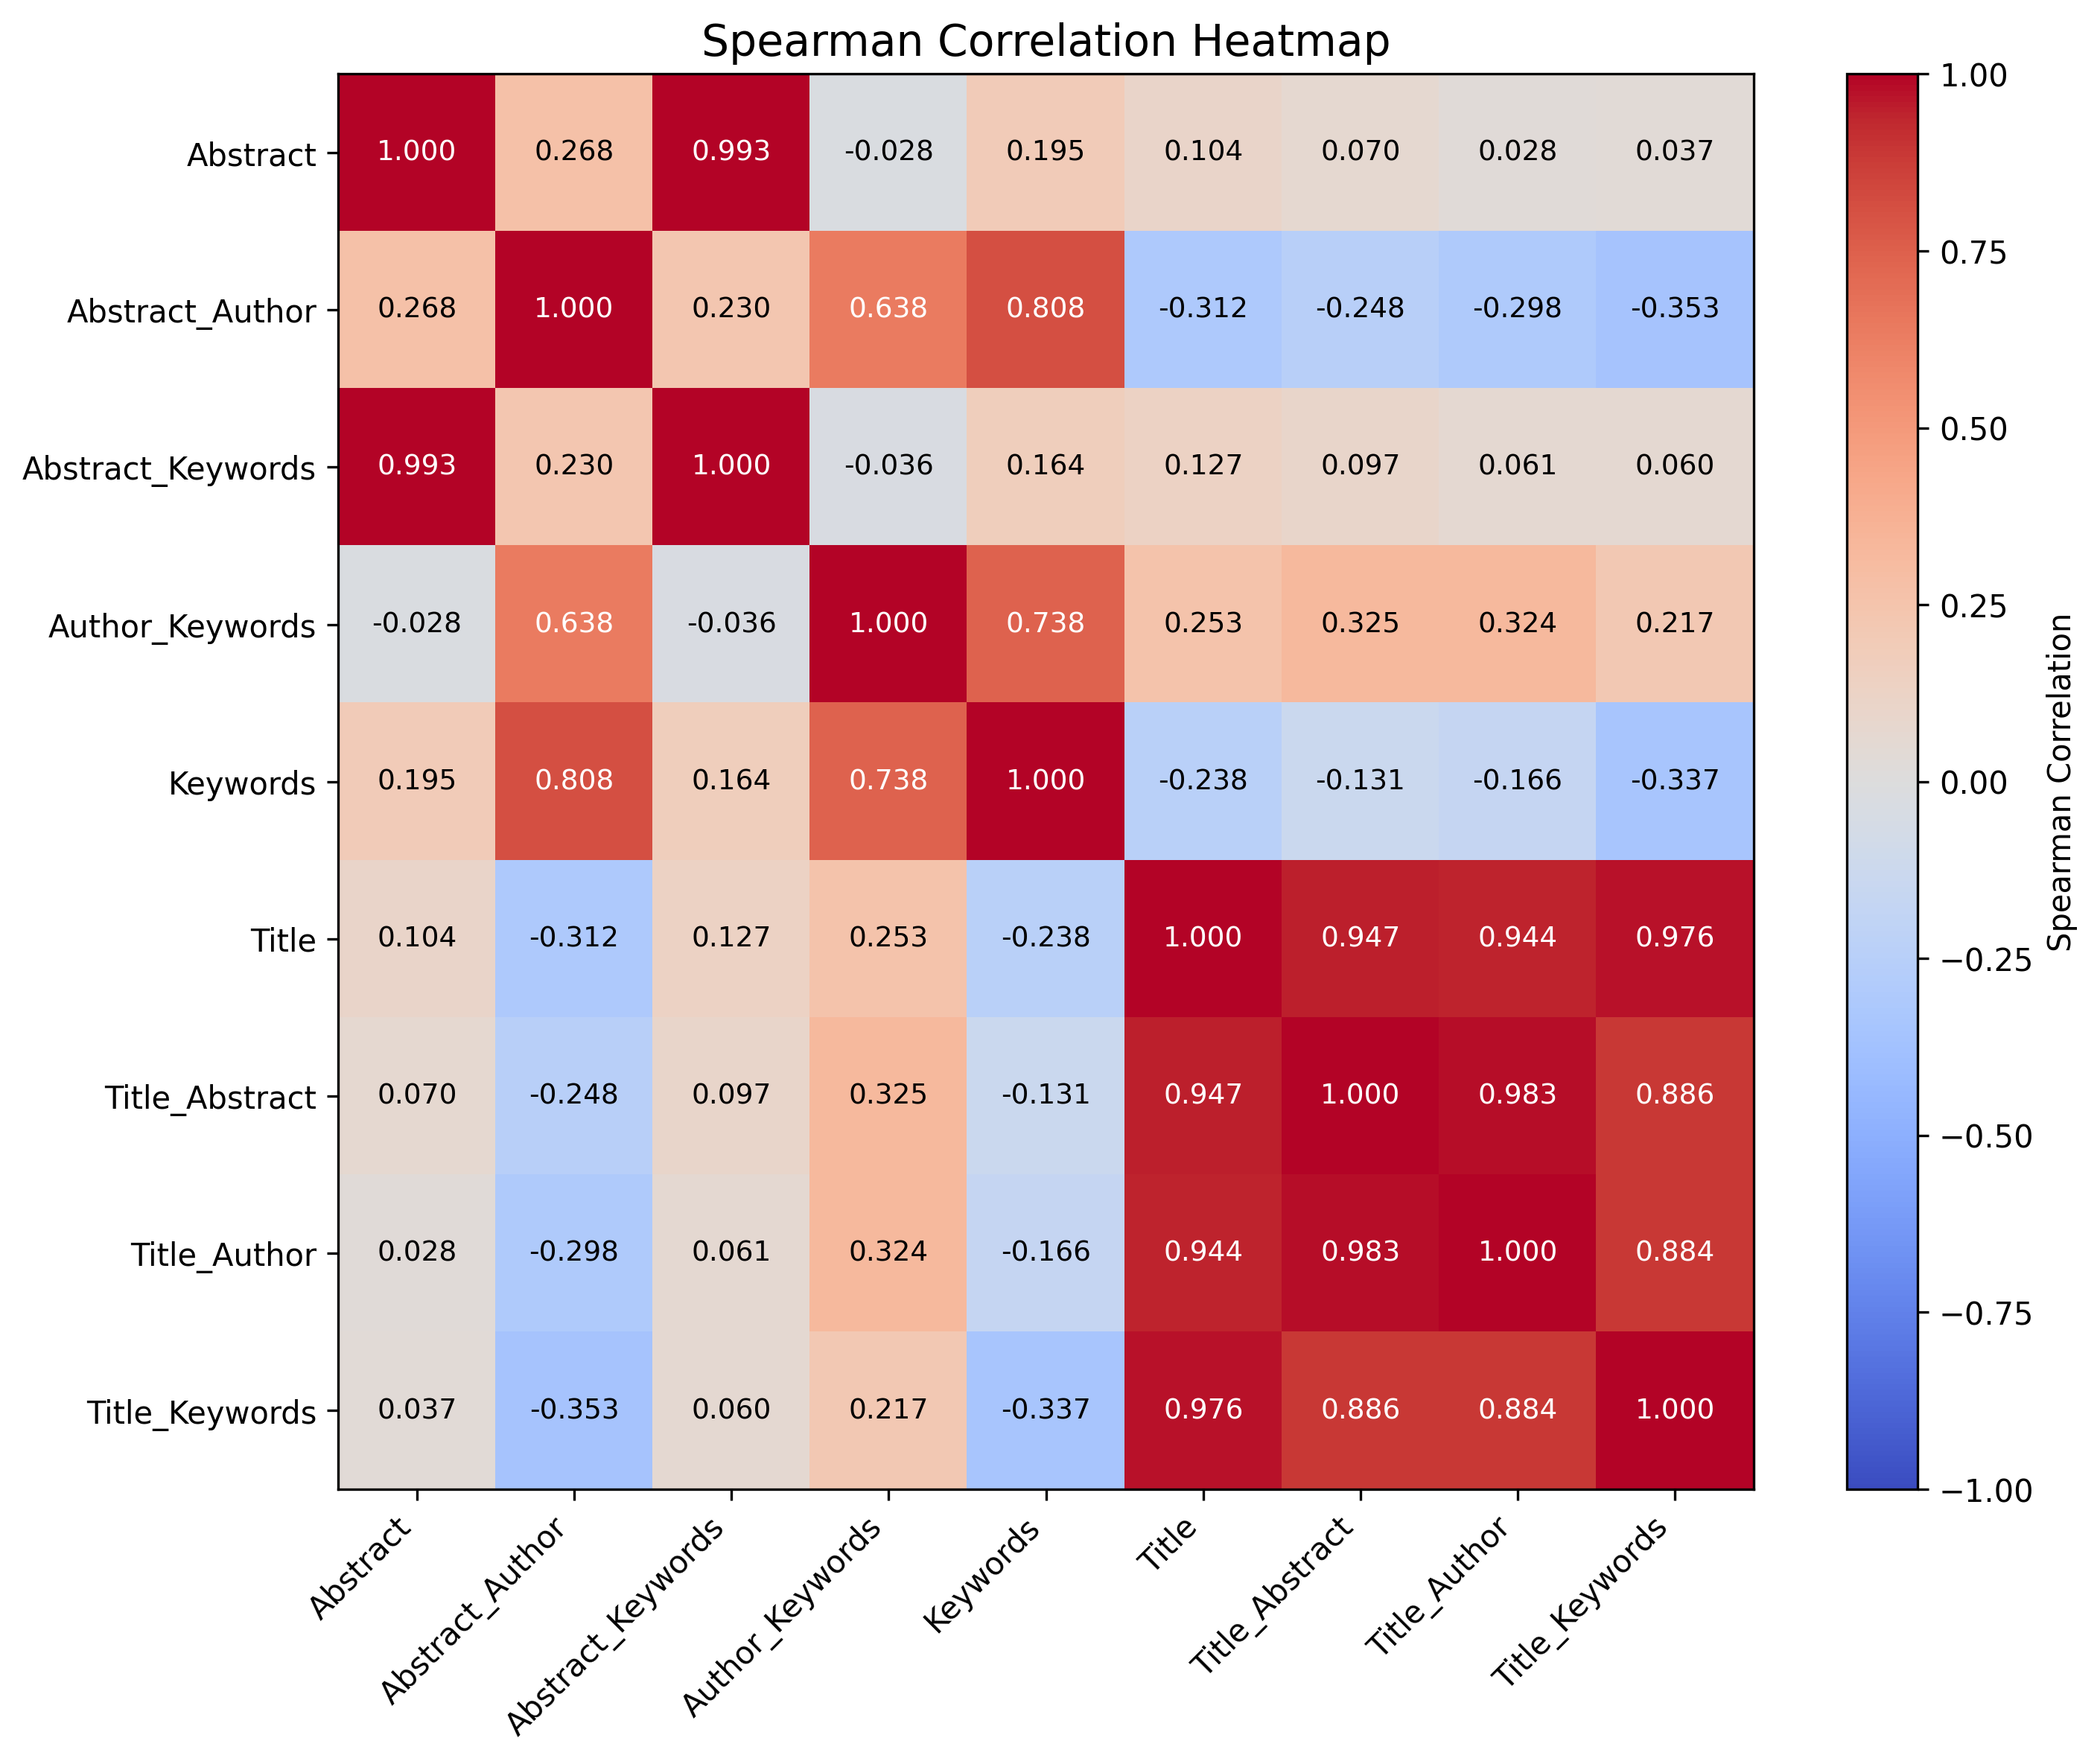 Spearman Correlation Heatmap
Abstract 1.000 0.268 0.993 -0.028 0.195 0.104 0.070 0.028 0.037
Abstract_Author 0.268 1.000 0.230 0.638 0.808 -0.312 -0.248 -0.298 -0.353
Abstract_Keywords 0.993 0.230 1.000 -0.036 0.164 0.127 0.097 0.061 0.060
Author_Keywords -0.028 0.638 -0.036 1.000 0.738 0.253 0.325 0.324 0.217
Keywords 0.195 0.808 0.164 0.738 1.000 -0.238 -0.131 -0.166 -0.337
Title 0.104 -0.312 0.127 0.253 -0.238 1.000 0.947 0.944 0.976
Title_Abstract 0.070 -0.248 0.097 0.325 -0.131 0.947 1.000 0.983 0.886
Title_Author 0.028 -0.298 0.061 0.324 -0.166 0.944 0.983 1.000 0.884
Title_Keywords 0.037 -0.353 0.060 0.217 -0.337 0.976 0.886 0.884 1.000
Abstract
Abstract_Author
Abstract_Keywords
Author_Keywords
Keywords
Title
Title_Abstract
Title_Author
Title_Keywords
1.00
0.75
0.50
0.25
0.00
−0.25
−0.50
−0.75
−1.00
Spearman Correlation